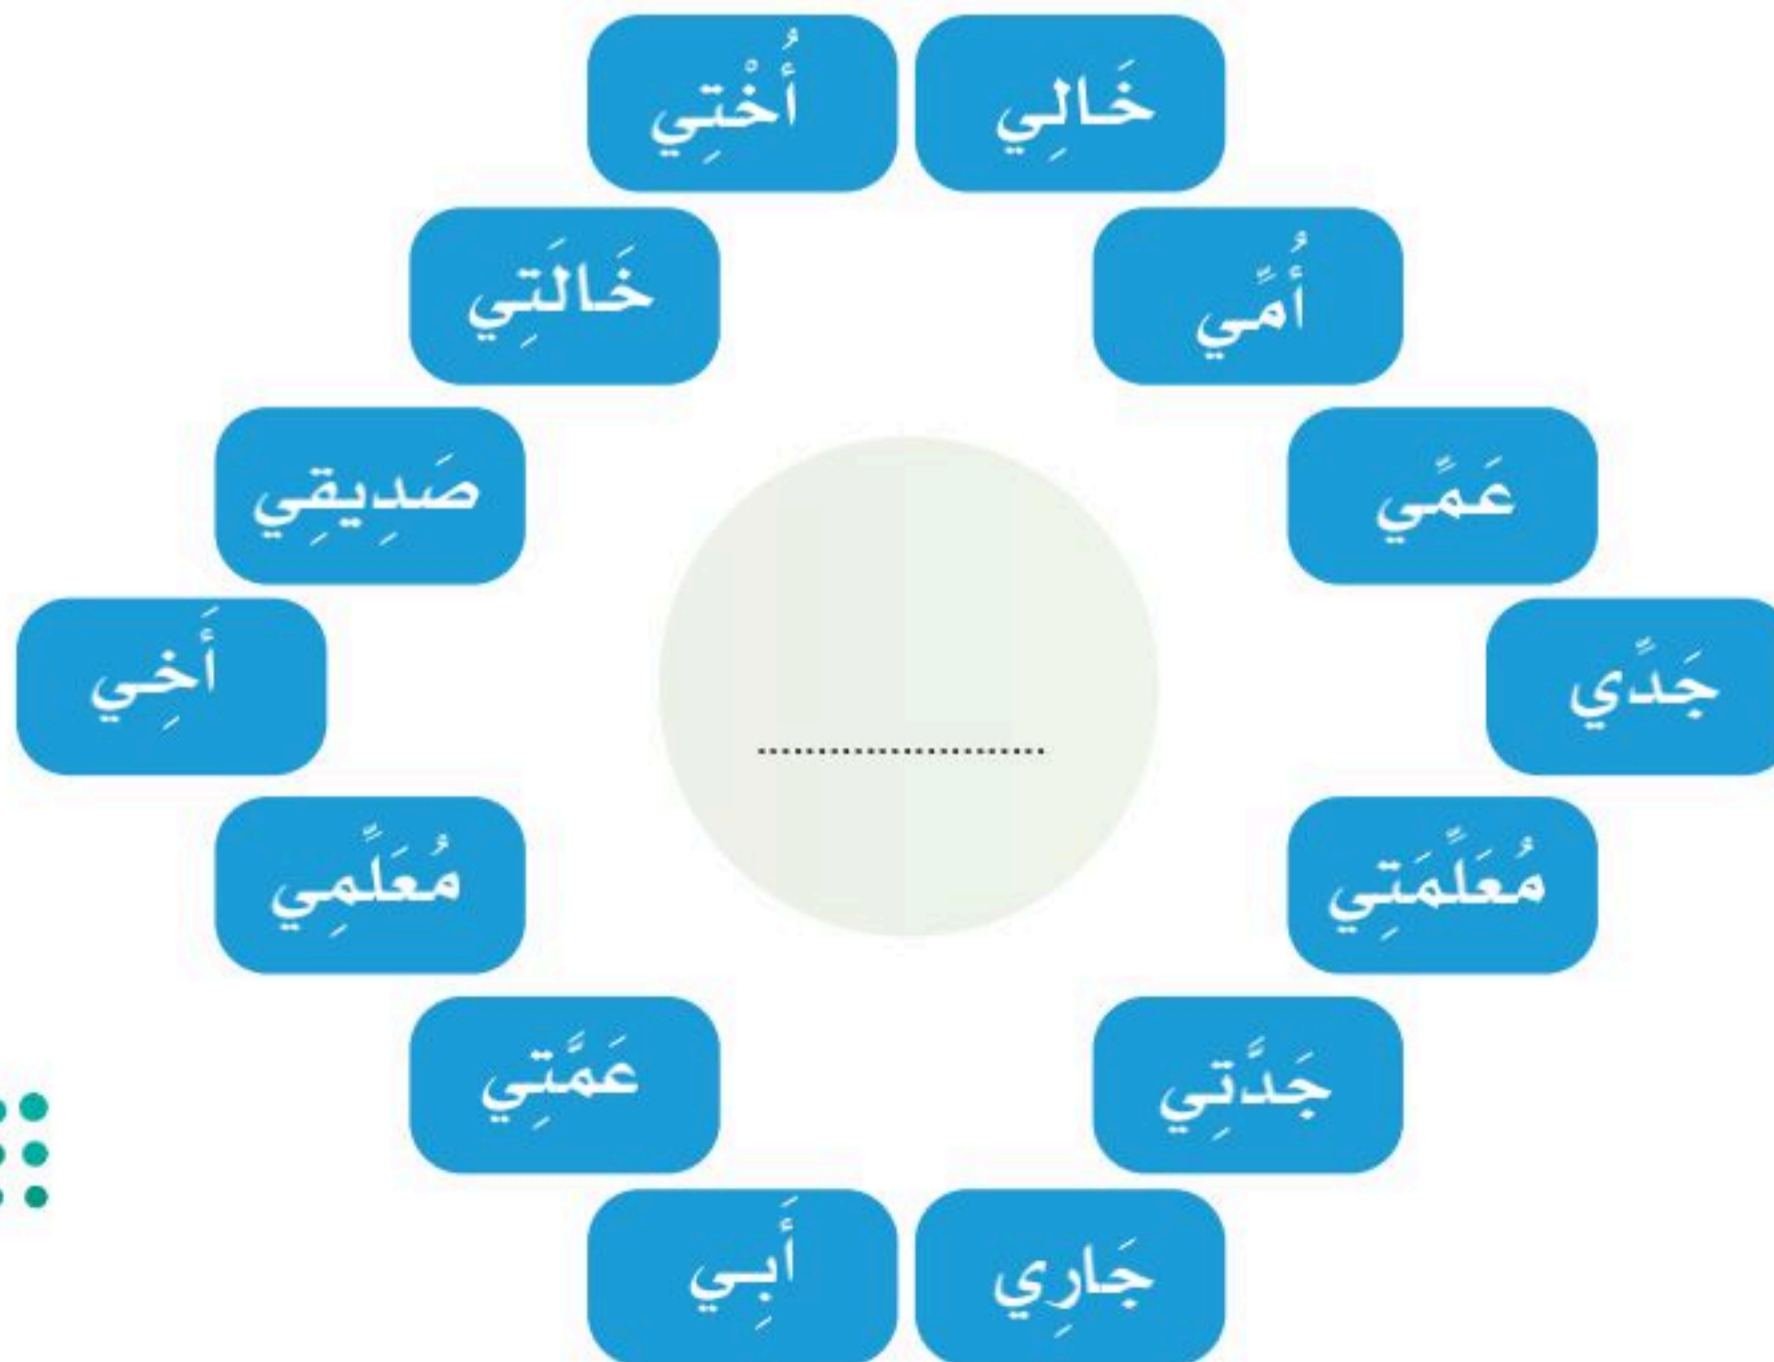 خَالِي
أُخْتِي
أُمِّي
خَالَتِي
عَمِّي
صَدِيقِي
جَدِّي
أَخِي
مُعَلِّمَتِي
مُعَلِّمِي
جَدَّتِي
عَمَّتِي
جَارِي
أَبِي